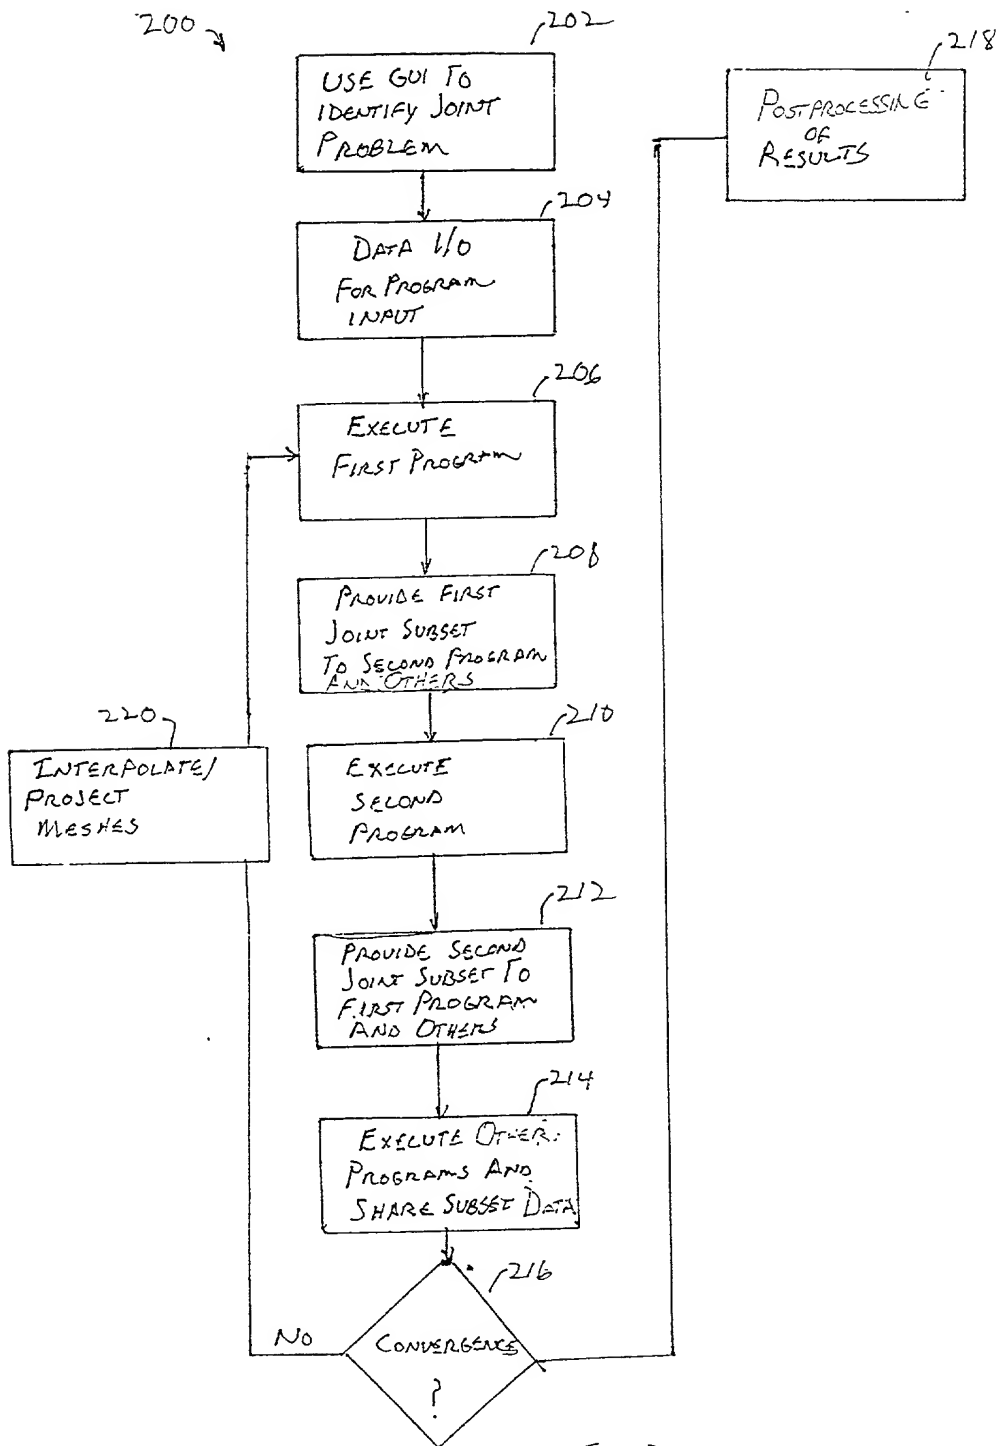 200
202
USE GUI TO
IDENTIFY JOINT
PROBLEM
218
POSTPROCESSING
OF
RESULTS
204
DATA I/O
FOR PROGRAM
INPUT
206
EXECUTE
FIRST PROGRAM
208
PROVIDE FIRST
JOINT SUBSET
TO SECOND PROGRAM
AND OTHERS
220
INTERPOLATE/
PROJECT
MESHES
210
EXECUTE
SECOND
PROGRAM
212
PROVIDE SECOND
JOINT SUBSET TO
FIRST PROGRAM
AND OTHERS
214
EXECUTE OTHER
PROGRAMS AND
SHARE SUBSET DATA
216
NO
CONVERGENCE
?